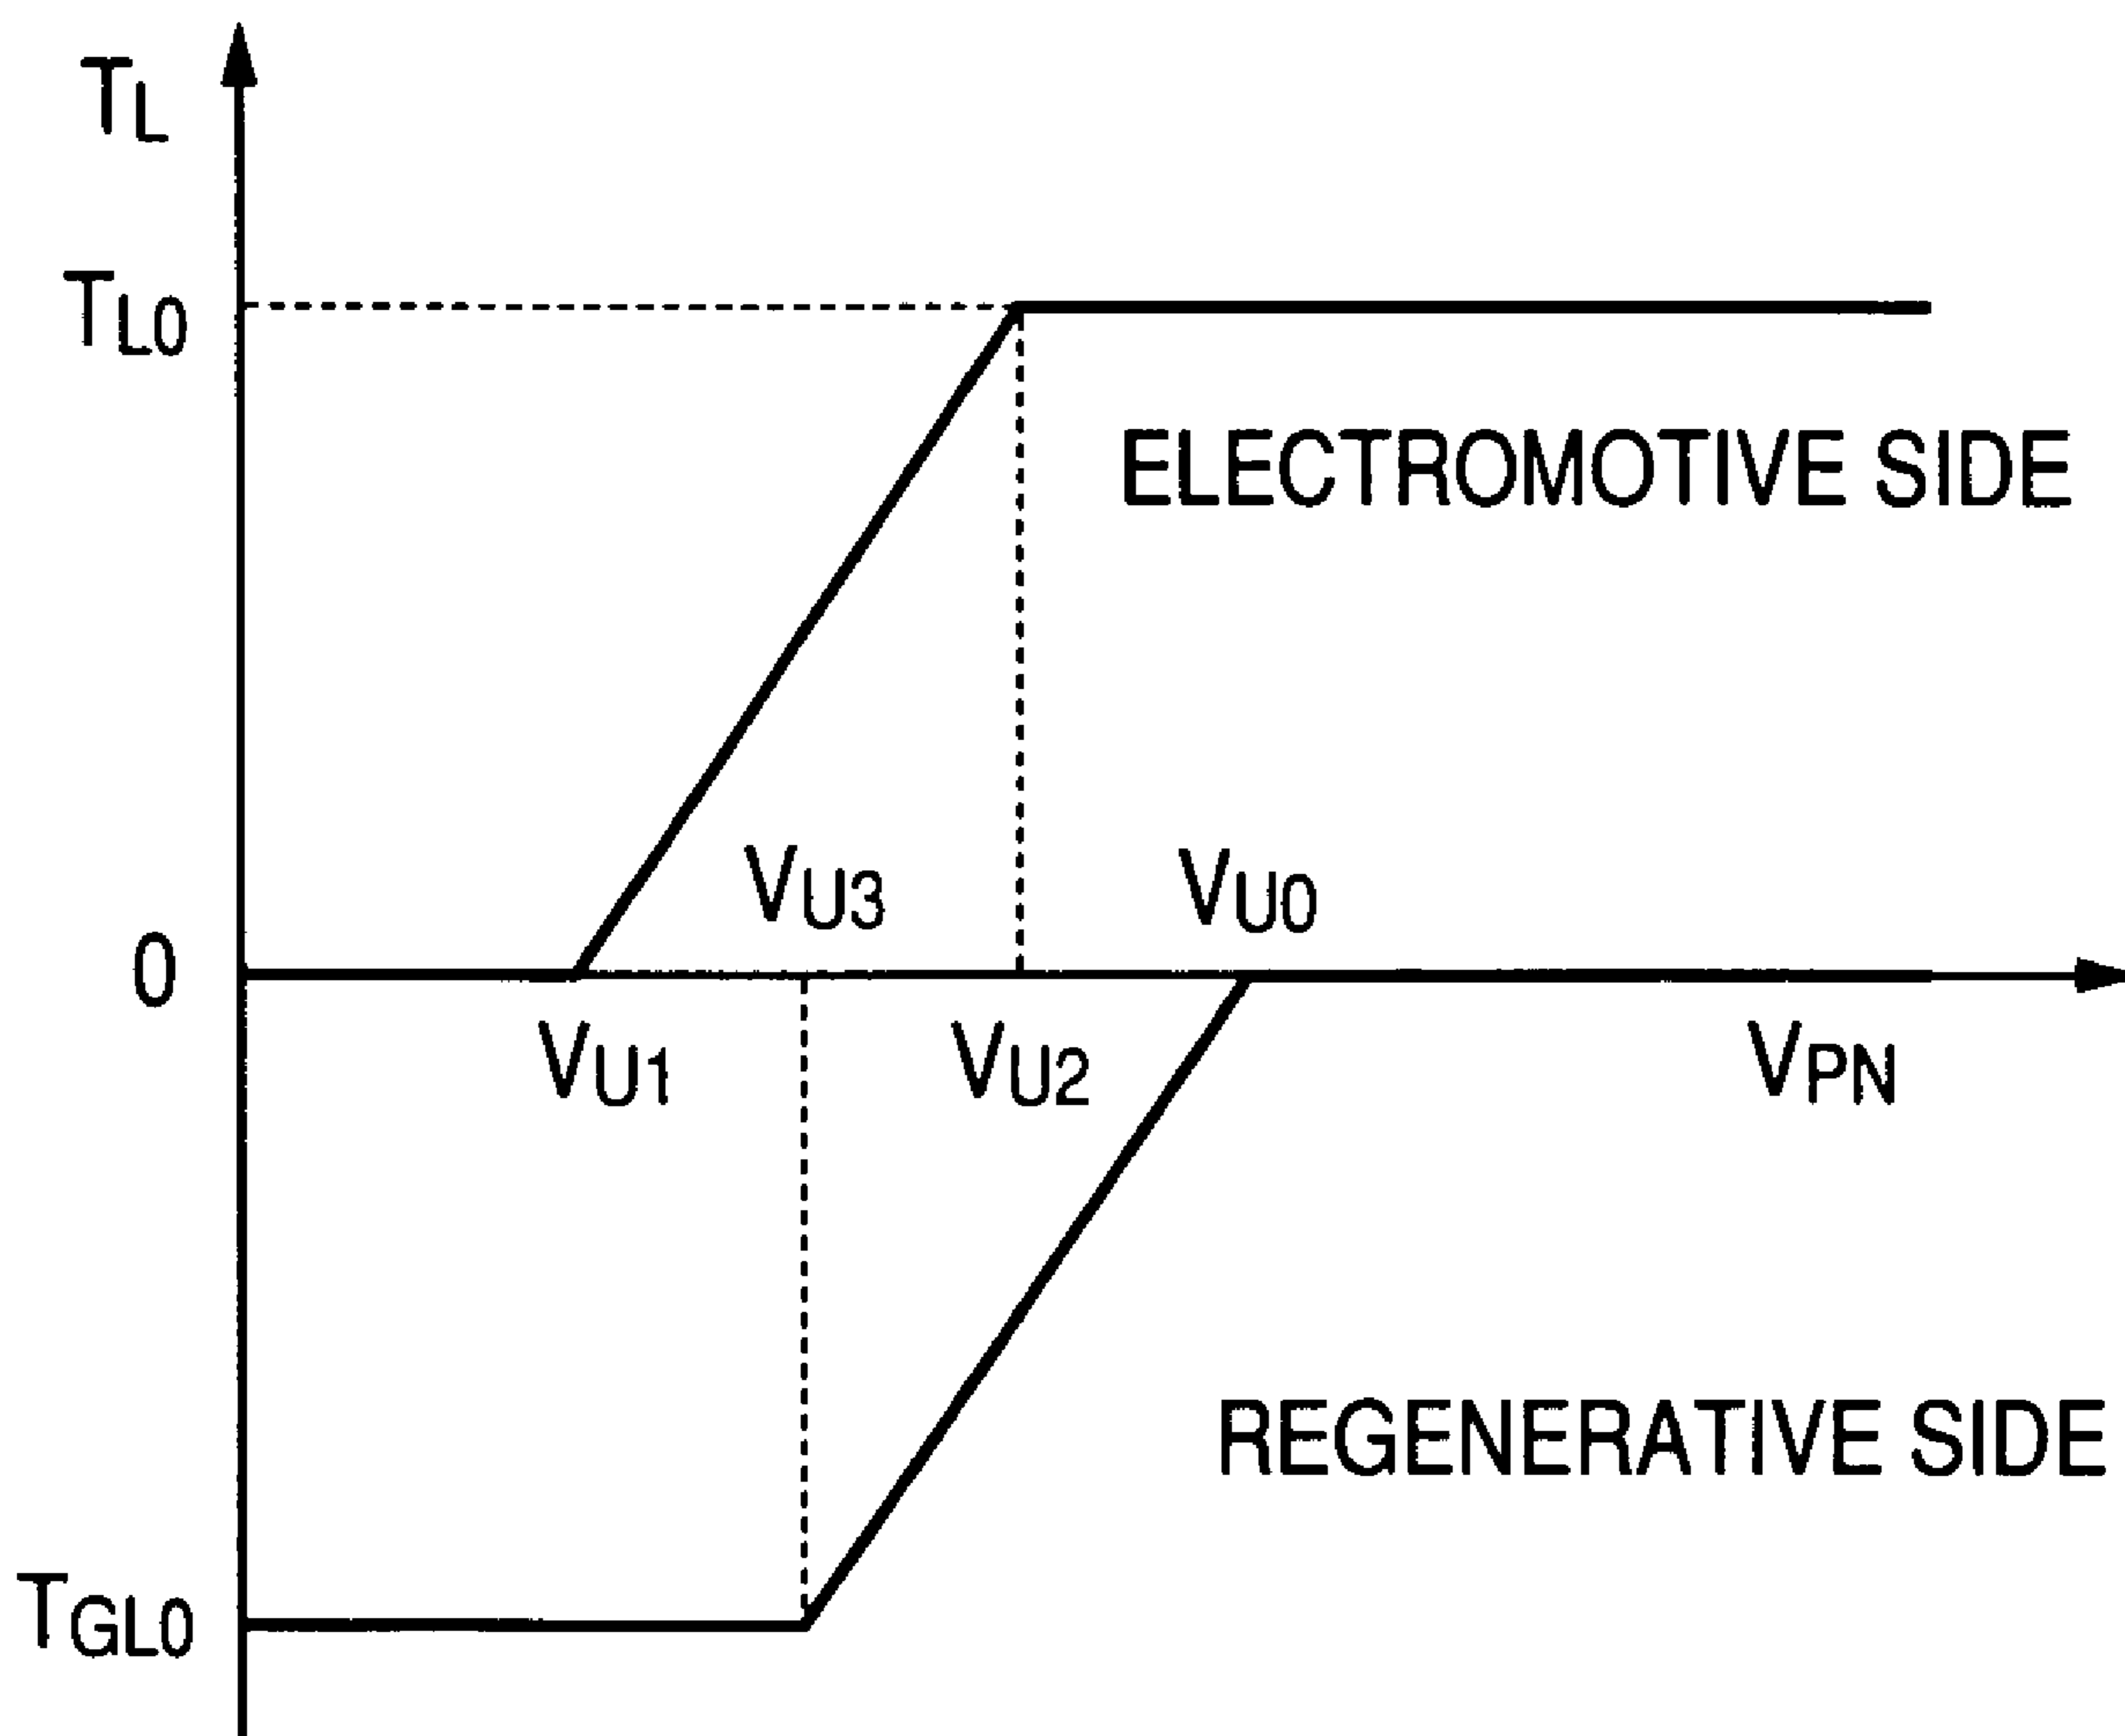 TL
TL0
ELECTROMOTIVE SIDE
VU3
VU0
0
VU1
VU2
VPN
REGENERATIVE SIDE
TGL0